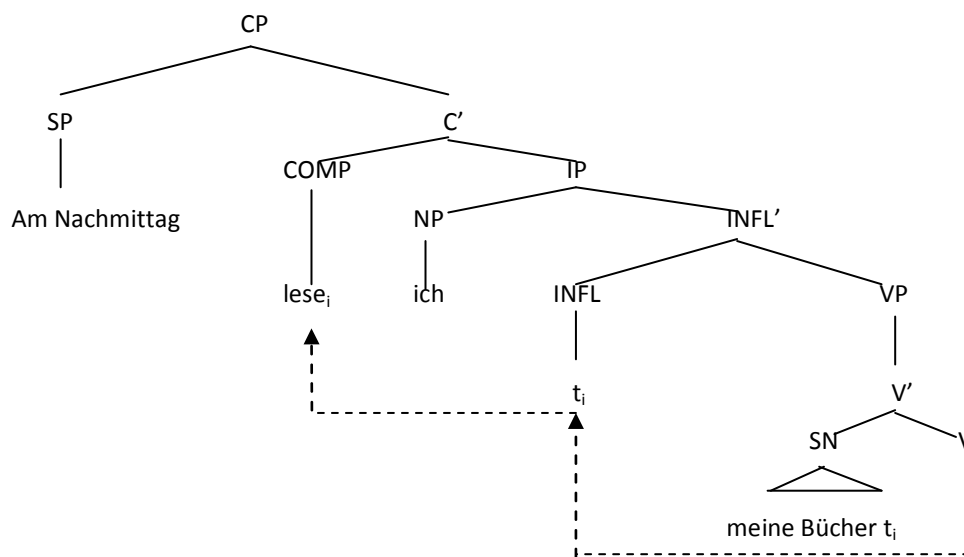 CP
SP C’
COMP IP
Am Nachmittag NP INFL’
leseᵢ ich INFL VP
tᵢ V’
SN V
meine Bücher tᵢ